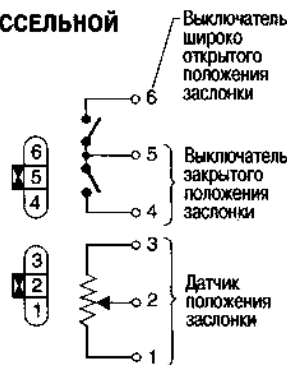 ССЕЛЬНОЙ
Выключатель
широко
открытого
положения
заслонки
6
5
4
Выключатель
закрытого
положения
заслонки
6
5
4
3
2
1
Датчик
положения
заслонки
3
2
1